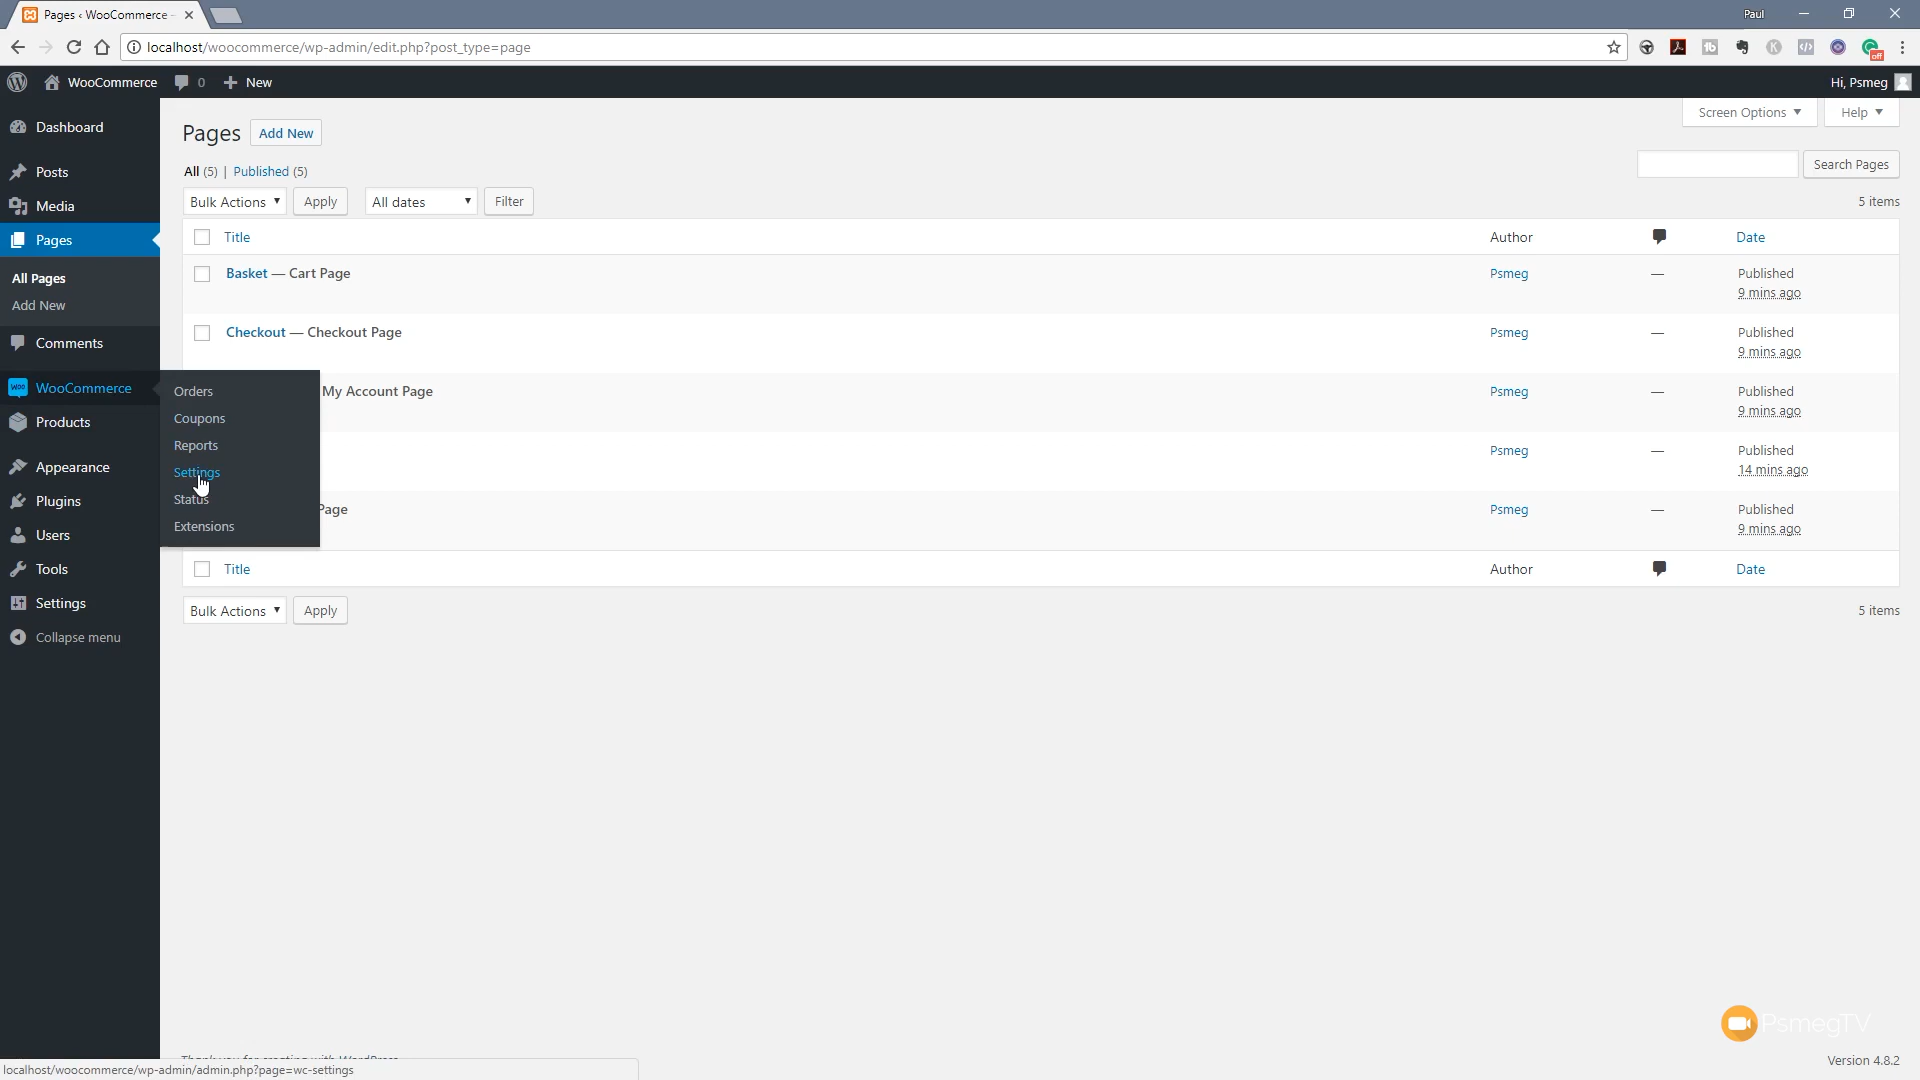 Pages ‹ WooCommerce
Paul
localhost/woocommerce/wp-admin/edit.php?post_type=page
WooCommerce 0 New
Hi, Psmeg
Dashboard
Posts
Media
Pages
All Pages
Add New
Comments
WooCommerce
Products
Appearance
Plugins
Users
Tools
Settings
Collapse menu
Orders
Coupons
Reports
Settings
Status
Extensions
Screen Options Help
Pages Add New
All (5) | Published (5)
Search Pages
Bulk Actions Apply All dates Filter
5 items
Title Author Date
Basket — Cart Page Psmeg — Published
9 mins ago
Checkout — Checkout Page Psmeg — Published
9 mins ago
My Account Page Psmeg — Published
9 mins ago
Psmeg — Published
14 mins ago
Page Psmeg — Published
9 mins ago
Title Author Date
Bulk Actions Apply
5 items
PsmegTV
Version 4.8.2
localhost/woocommerce/wp-admin/admin.php?page=wc-settings